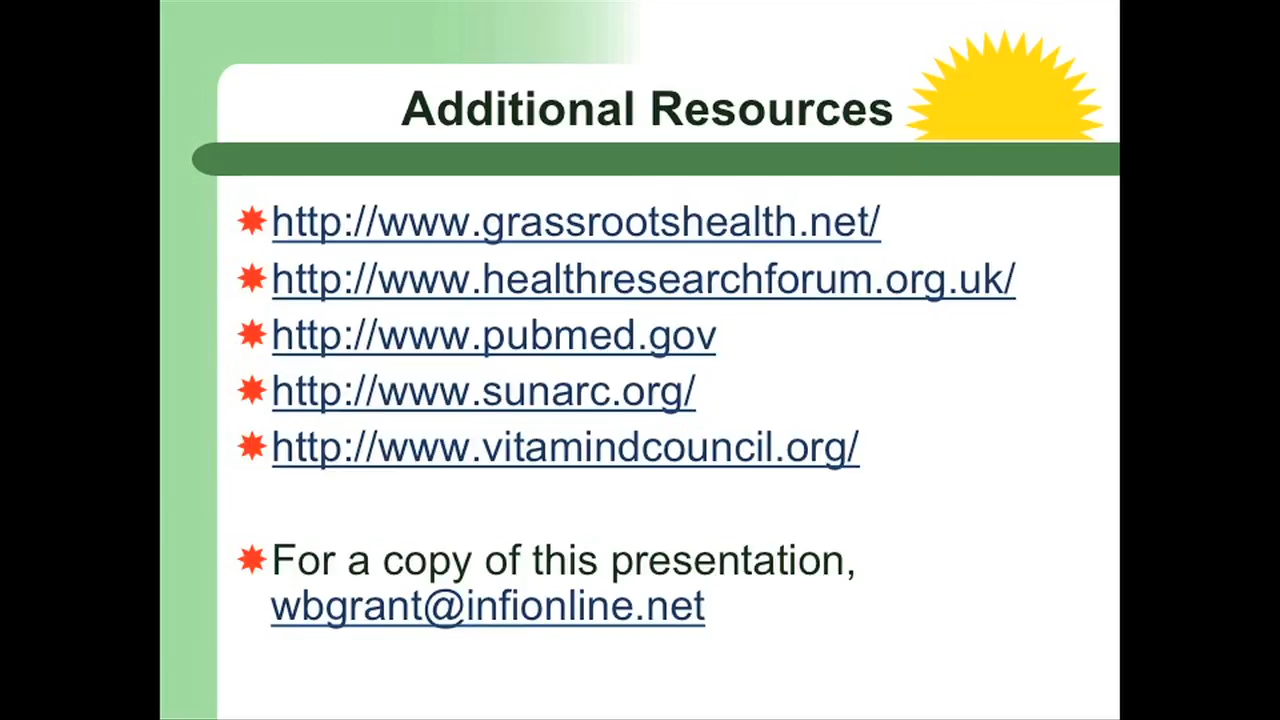 Additional Resources
http://www.grassrootshealth.net/
http://www.healthresearchforum.org.uk/
http://www.pubmed.gov
http://www.sunarc.org/
http://www.vitamindcouncil.org/
For a copy of this presentation,
wbgrant@infionline.net